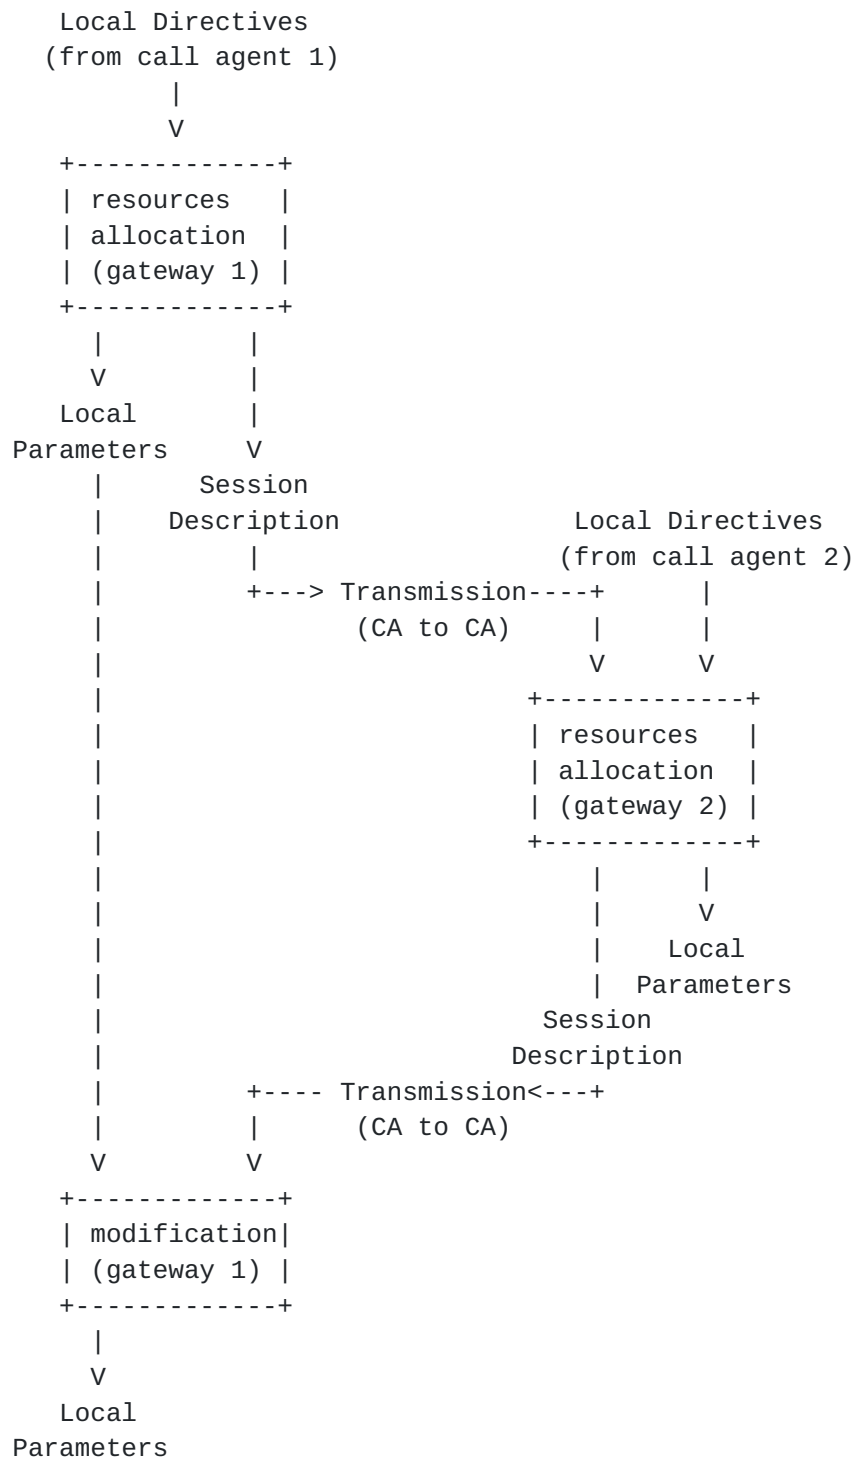 Local Directives
  (from call agent 1)
          |
          V
   +-------------+
   | resources   |
   | allocation  |
   | (gateway 1) |
   +-------------+
     |         |
     V         |
   Local       |
Parameters     V
     |      Session
     |    Description               Local Directives
     |         |                   (from call agent 2)
     |         +---> Transmission----+      |
     |                (CA to CA)     |      |
     |                               V      V
     |                           +-------------+
     |                           | resources   |
     |                           | allocation  |
     |                           | (gateway 2) |
     |                           +-------------+
     |                               |      |
     |                               |      V
     |                               |    Local
     |                               |  Parameters
     |                            Session
     |                          Description
     |         +---- Transmission<---+
     |         |      (CA to CA)
     V         V
   +-------------+
   | modification|
   | (gateway 1) |
   +-------------+
     |
     V
   Local
Parameters